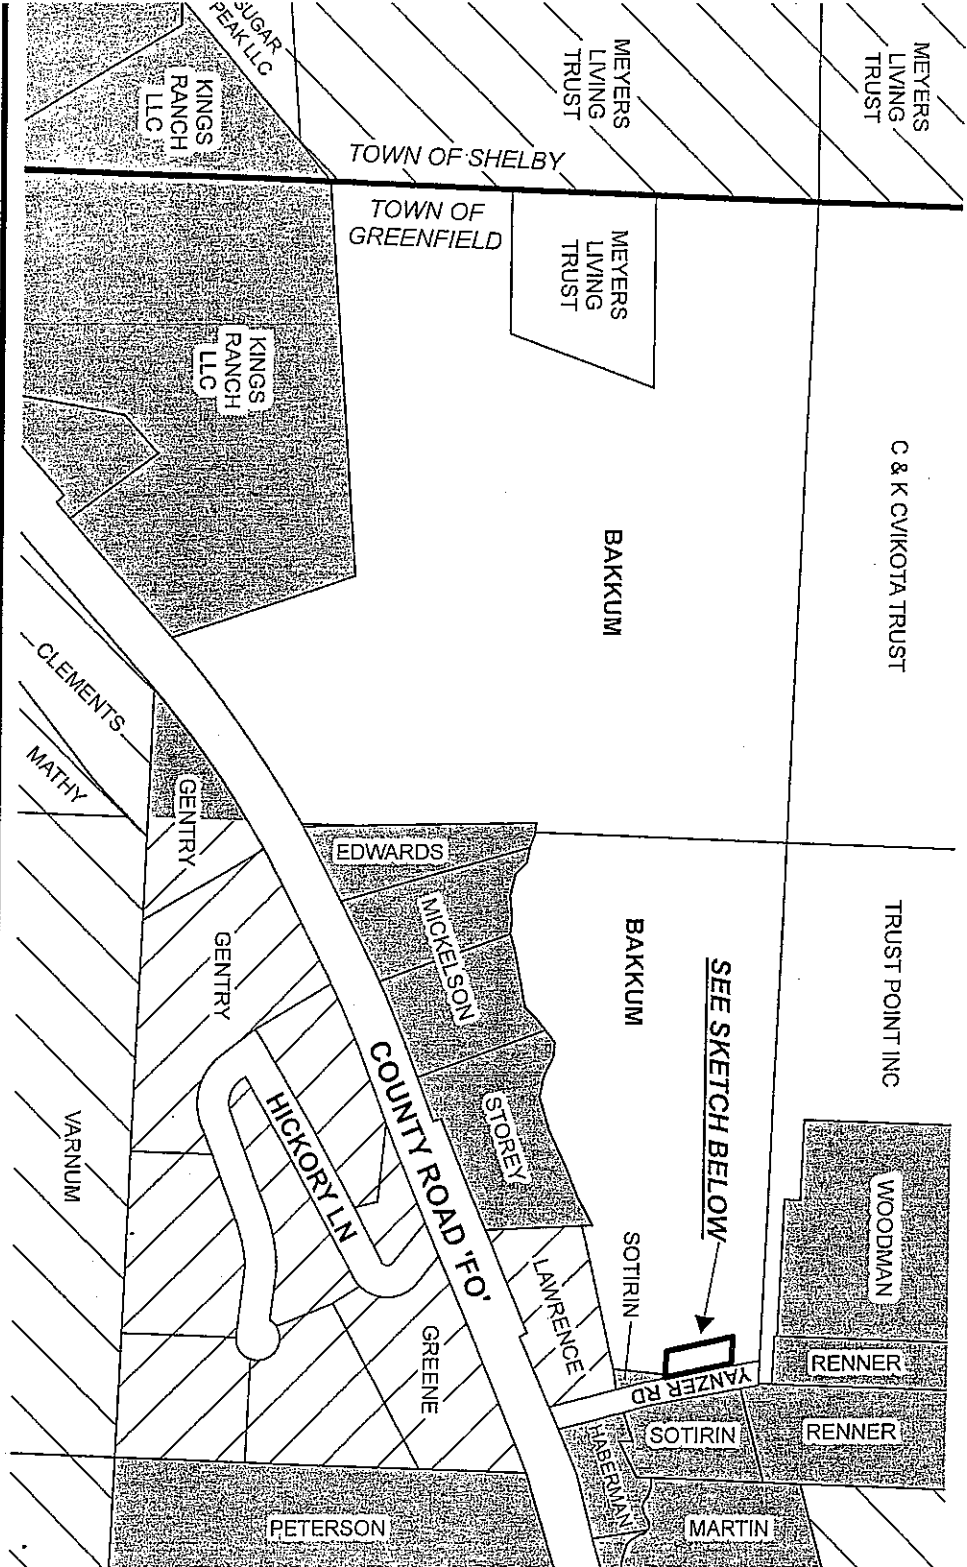 SUGAR
PEAK LLC
KINGS
RANCH
LLC
MEYERS
LIVING
TRUST
MEYERS
LIVING
TRUST
TOWN OF SHELBY
TOWN OF
GREENFIELD
MEYERS
LIVING
TRUST
KINGS
RANCH
LLC
C & K CVIKOTA TRUST
BAKKUM
CLEMENTS
MATHY
GENTRY
GENTRY
EDWARDS
MICKELSON
STOREY
BAKKUM
TRUST POINT INC
SEE SKETCH BELOW
WOODMAN
VARNUM
HICKORY LN
COUNTY ROAD 'FO'
LAWRENCE
SOTIRIN
GREENE
YANZER RD
RENNER
RENNER
SOTIRIN
HABERMAN
MARTIN
PETERSON